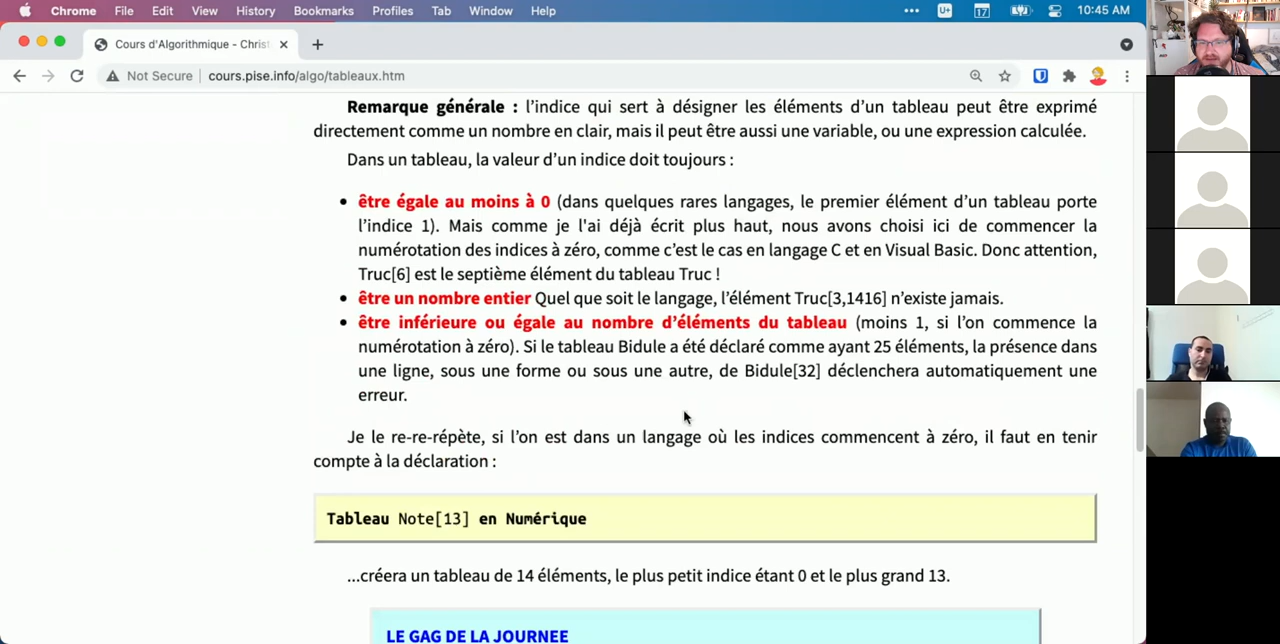 Chrome File Edit View History Bookmarks Profiles Tab Window Help ••• U+ 17 10:45 AM
Cours d'Algorithmique - Christ
Not Secure cours.pise.info/algo/tableaux.htm
Remarque générale : l'indice qui sert à désigner les éléments d'un tableau peut être exprimé
directement comme un nombre en clair, mais il peut être aussi une variable, ou une expression calculée.
Dans un tableau, la valeur d'un indice doit toujours :
• être égale au moins à 0 (dans quelques rares langages, le premier élément d'un tableau porte
l'indice 1). Mais comme je l'ai déjà écrit plus haut, nous avons choisi ici de commencer la
numérotation des indices à zéro, comme c'est le cas en langage C et en Visual Basic. Donc attention,
Truc[6] est le septième élément du tableau Truc !
• être un nombre entier Quel que soit le langage, l'élément Truc[3,1416] n'existe jamais.
• être inférieure ou égale au nombre d'éléments du tableau (moins 1, si l'on commence la
numérotation à zéro). Si le tableau Bidule a été déclaré comme ayant 25 éléments, la présence dans
une ligne, sous une forme ou sous une autre, de Bidule[32] déclenchera automatiquement une
erreur.
Je le re-re-répète, si l'on est dans un langage où les indices commencent à zéro, il faut en tenir
compte à la déclaration :
Tableau Note[13] en Numérique
...créera un tableau de 14 éléments, le plus petit indice étant 0 et le plus grand 13.
LE GAG DE LA JOURNEE